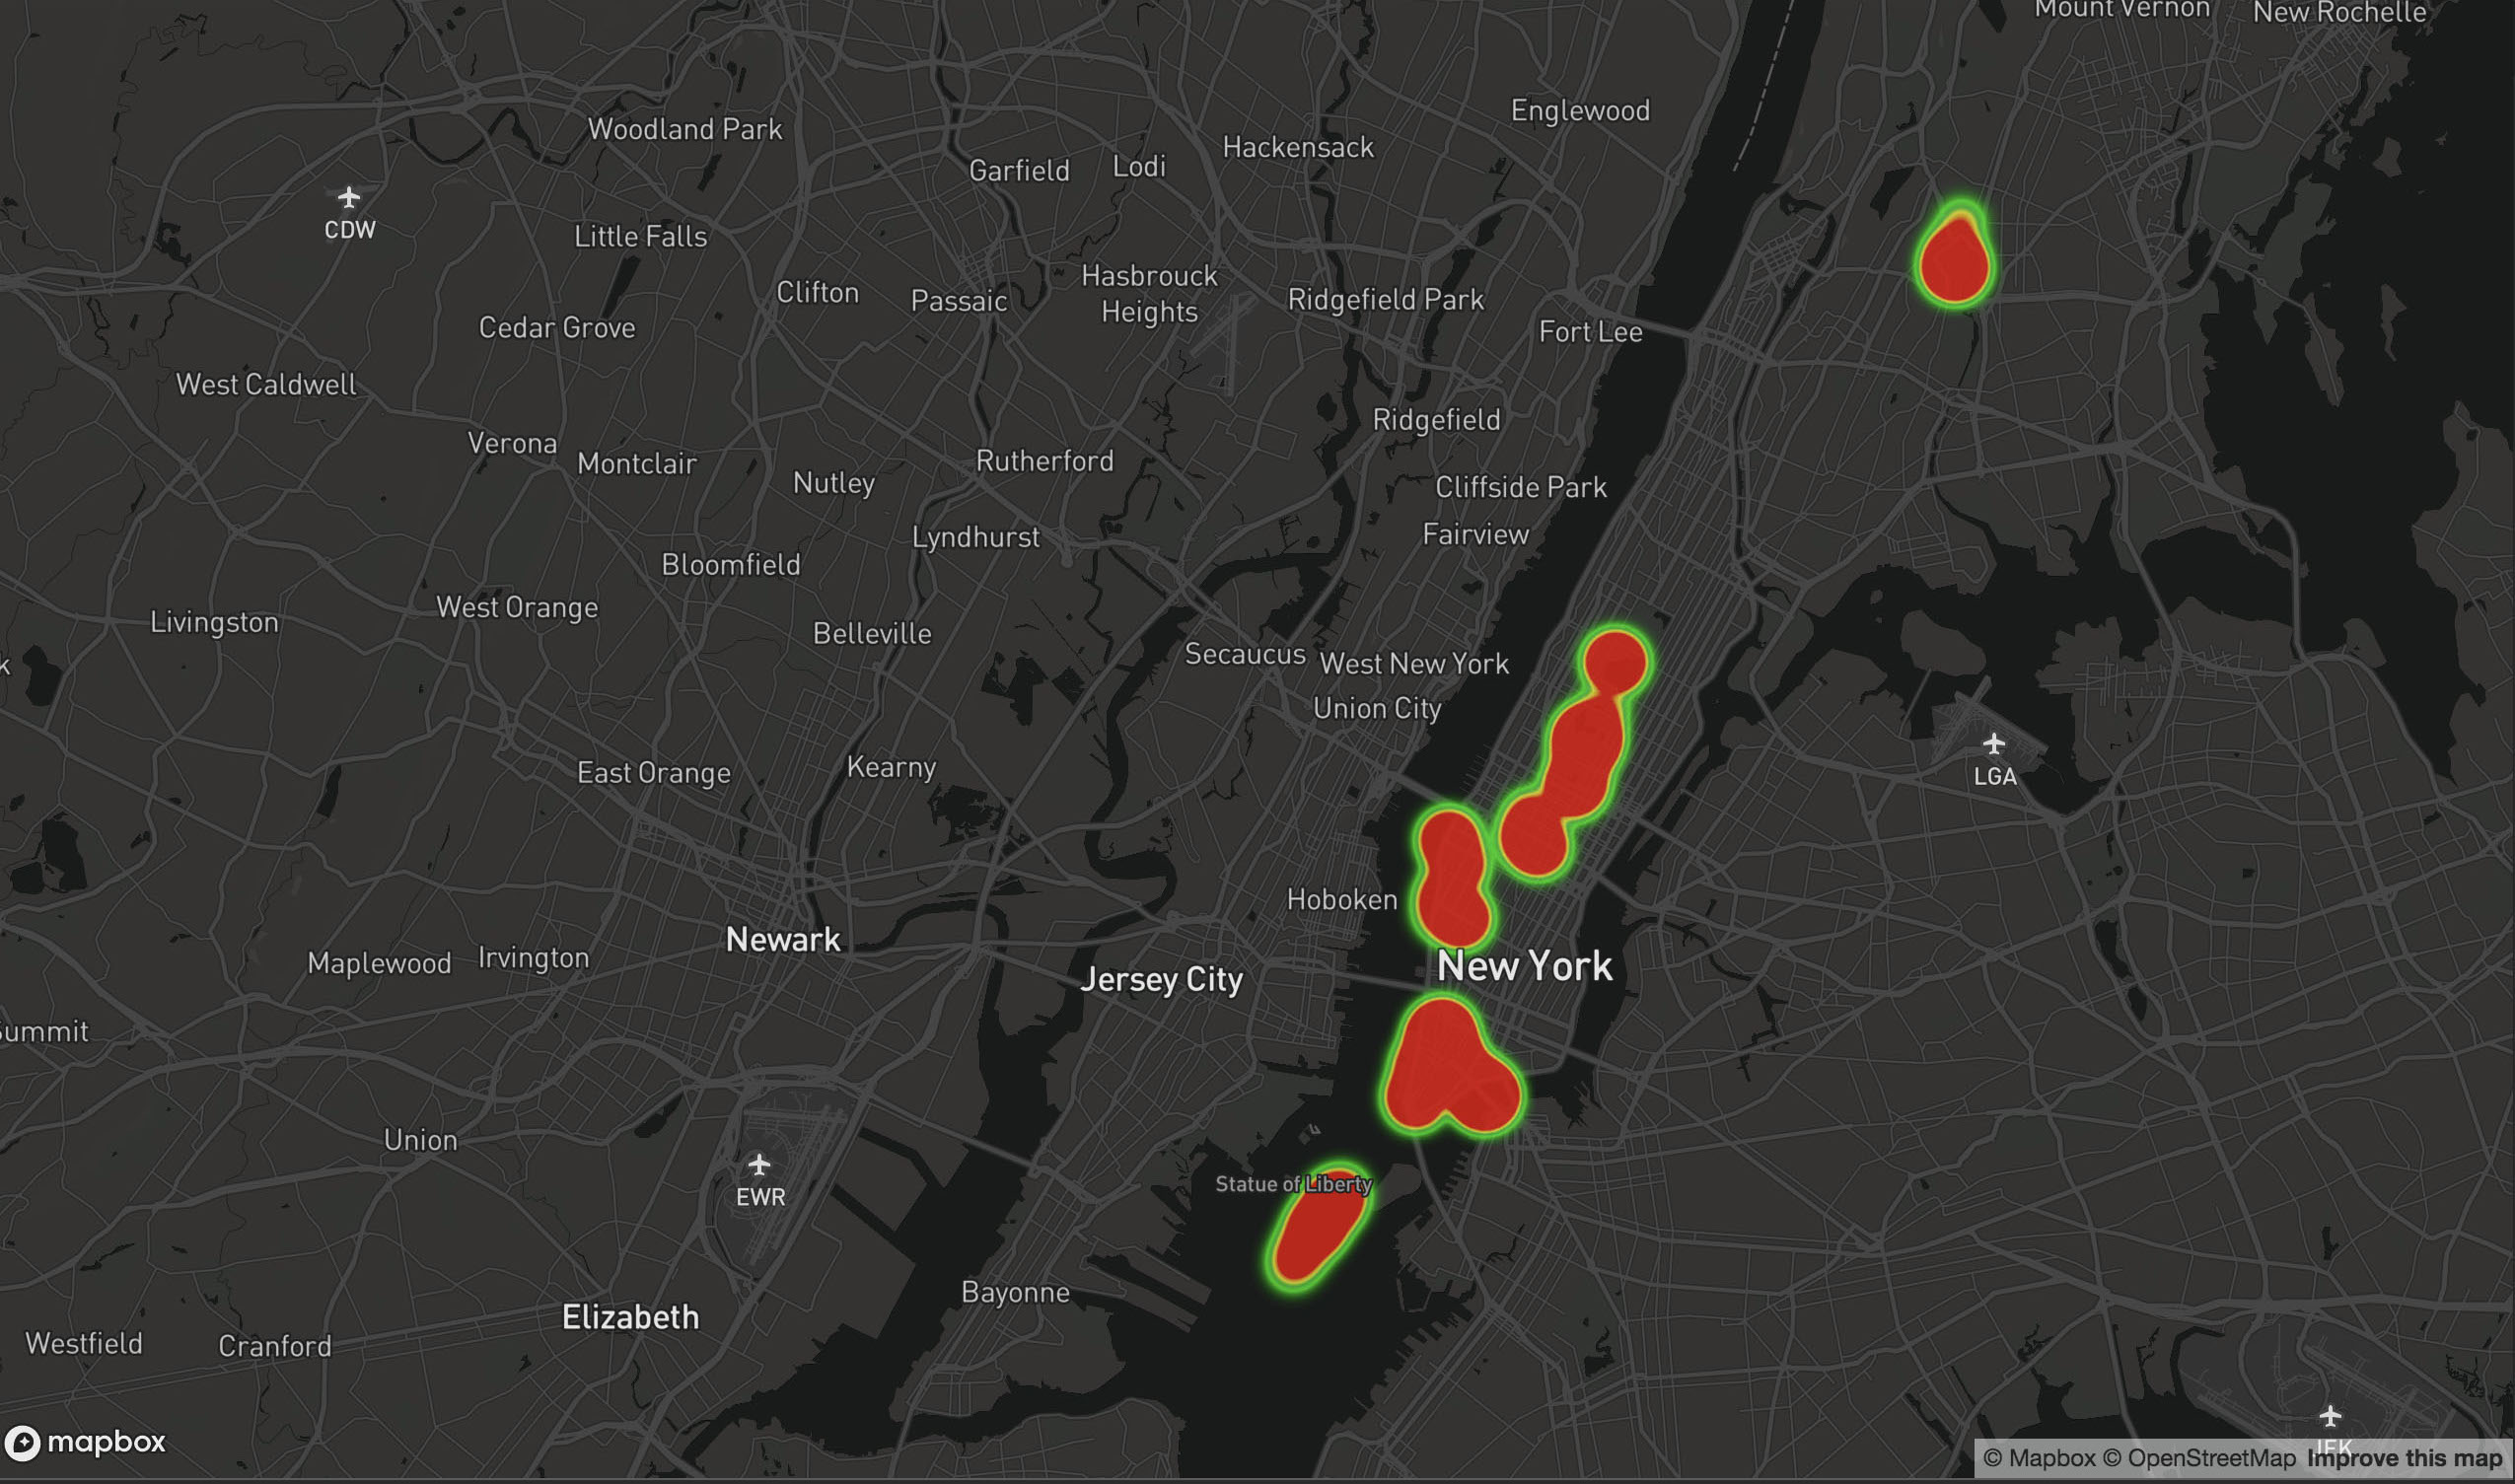 Mount Vernon
New Rochelle
Englewood
Woodland Park
Hackensack
Garfield
Lodi
CDW
Little Falls
Hasbrouck
Heights
Clifton
Passaic
Ridgefield Park
Cedar Grove
Fort Lee
West Caldwell
Ridgefield
Verona
Montclair
Rutherford
Nutley
Cliffside Park
Lyndhurst
Fairview
Bloomfield
West Orange
Livingston
Belleville
Secaucus
West New York
k
Union City
East Orange
Kearny
LGA
Hoboken
Newark
New York
Maplewood
Irvington
Jersey City
Summit
Union
Statue of Liberty
EWR
Bayonne
Elizabeth
Westfield
Cranford
mapbox
JFK
© Mapbox © OpenStreetMap Improve this map